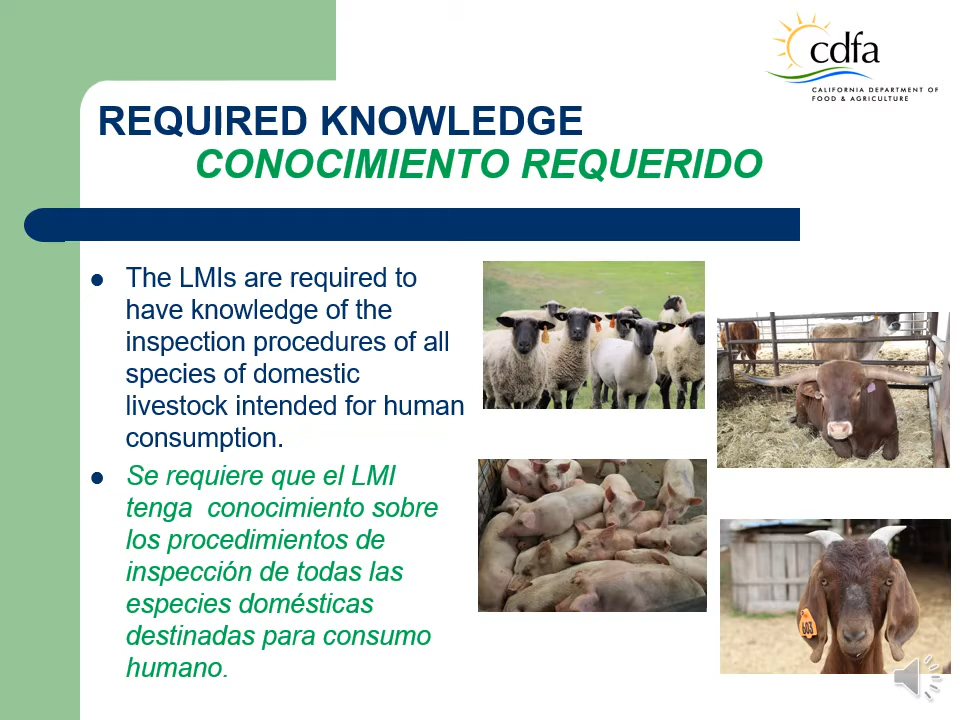 cdfa
CALIFORNIA DEPARTMENT OF
FOOD & AGRICULTURE
REQUIRED KNOWLEDGE
CONOCIMIENTO REQUERIDO
The LMIs are required to
have knowledge of the
inspection procedures of all
species of domestic
livestock intended for human
consumption.
Se requiere que el LMI
tenga conocimiento sobre
los procedimientos de
inspección de todas las
especies domésticas
destinadas para consumo
humano.
603